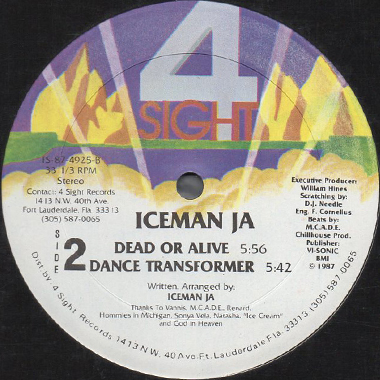 4
SIGHT
IS 87-4925-B
33 1/3 RPM
Stereo
Contact: 4 Sight Records
1413 N.W. 40th Ave.
Fort Lauderdale, Fla. 33313
(305) 587-0065
Executive Producer:
William Hines
Scratching by:
D.J. Needle
Eng. F. Cornelius
Beats by:
M.C.A.D.E.
Chillhouse Prod.
Publisher:
VI-SONIC
BMI
© 1987
ICEMAN JA
SIDE 2
DEAD OR ALIVE 5:56
DANCE TRANSFORMER 5:42
Written, Arranged by:
ICEMAN JA
Thanks To Vannis, M.C.A.D.E., Renard,
Hommies in Michigan, Sonya Vela, Natasha, "Ice Cream"
and God in Heaven
Dist. by 4 Sight Records 1413 N.W. 40 Ave. Ft. Lauderdale Fla. 33313 (305) 587-0065